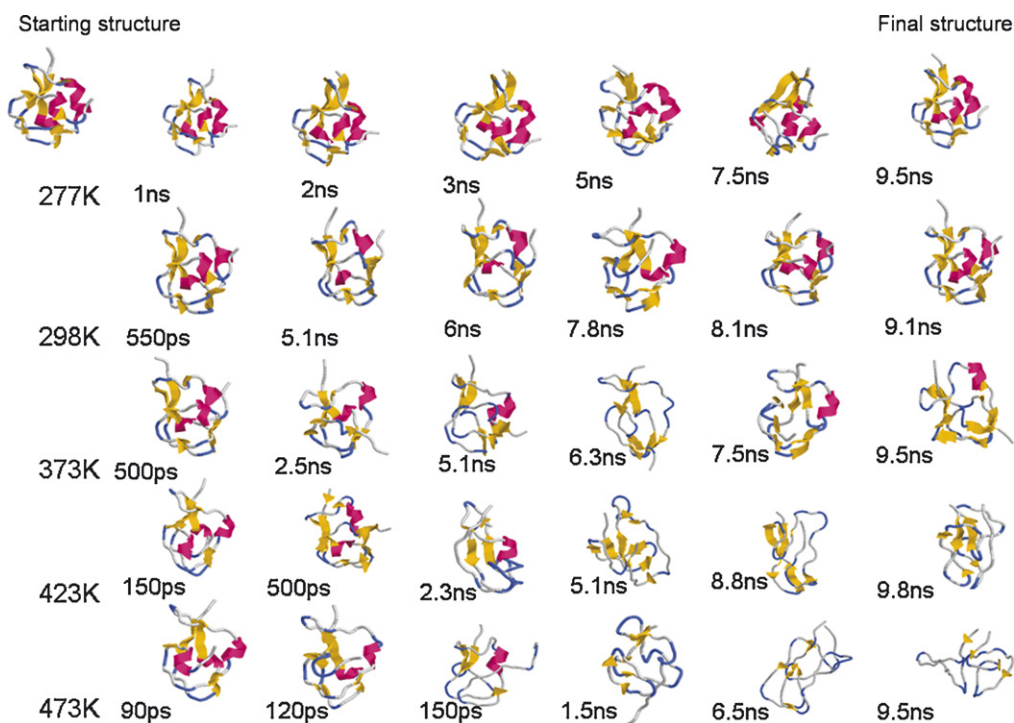 Starting structure
Final structure
277K
1ns
2ns
3ns
5ns
7.5ns
9.5ns
298K
550ps
5.1ns
6ns
7.8ns
8.1ns
9.1ns
373K
500ps
2.5ns
5.1ns
6.3ns
7.5ns
9.5ns
423K
150ps
500ps
2.3ns
5.1ns
8.8ns
9.8ns
473K
90ps
120ps
150ps
1.5ns
6.5ns
9.5ns